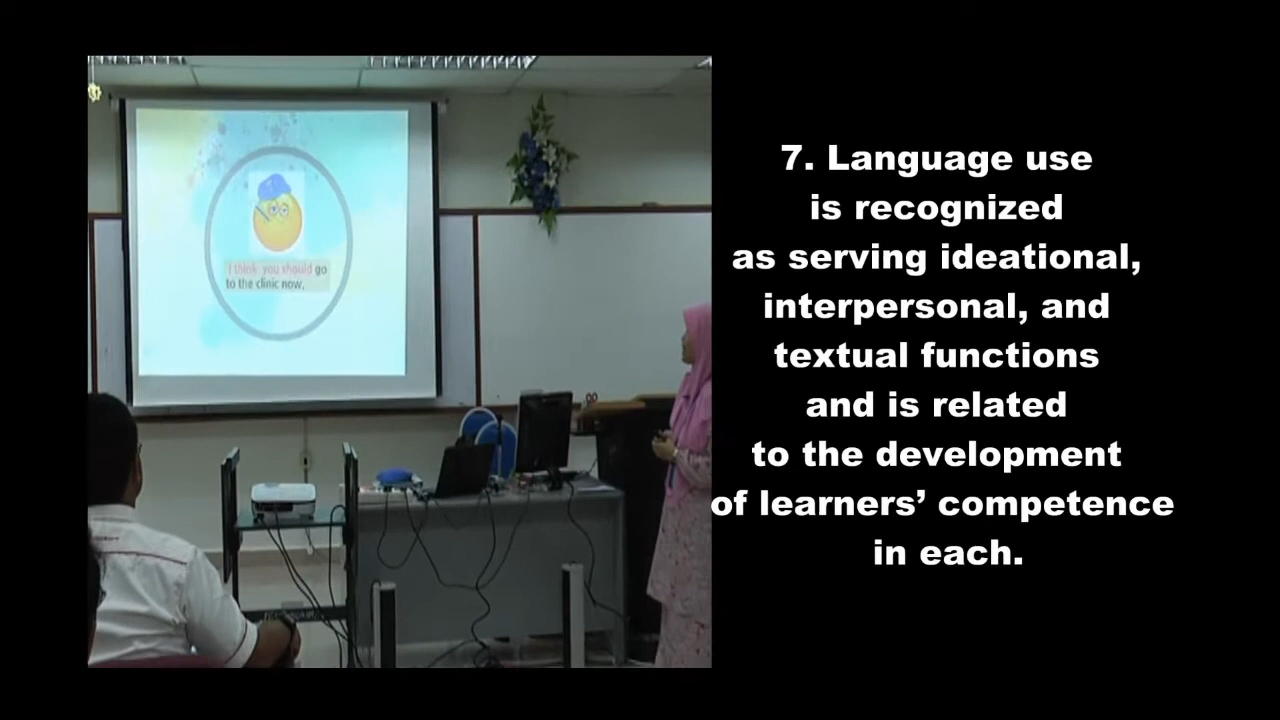 I think you should go
to the clinic now.
7. Language use
is recognized
as serving ideational,
interpersonal, and
textual functions
and is related
to the development
of learners’ competence
in each.